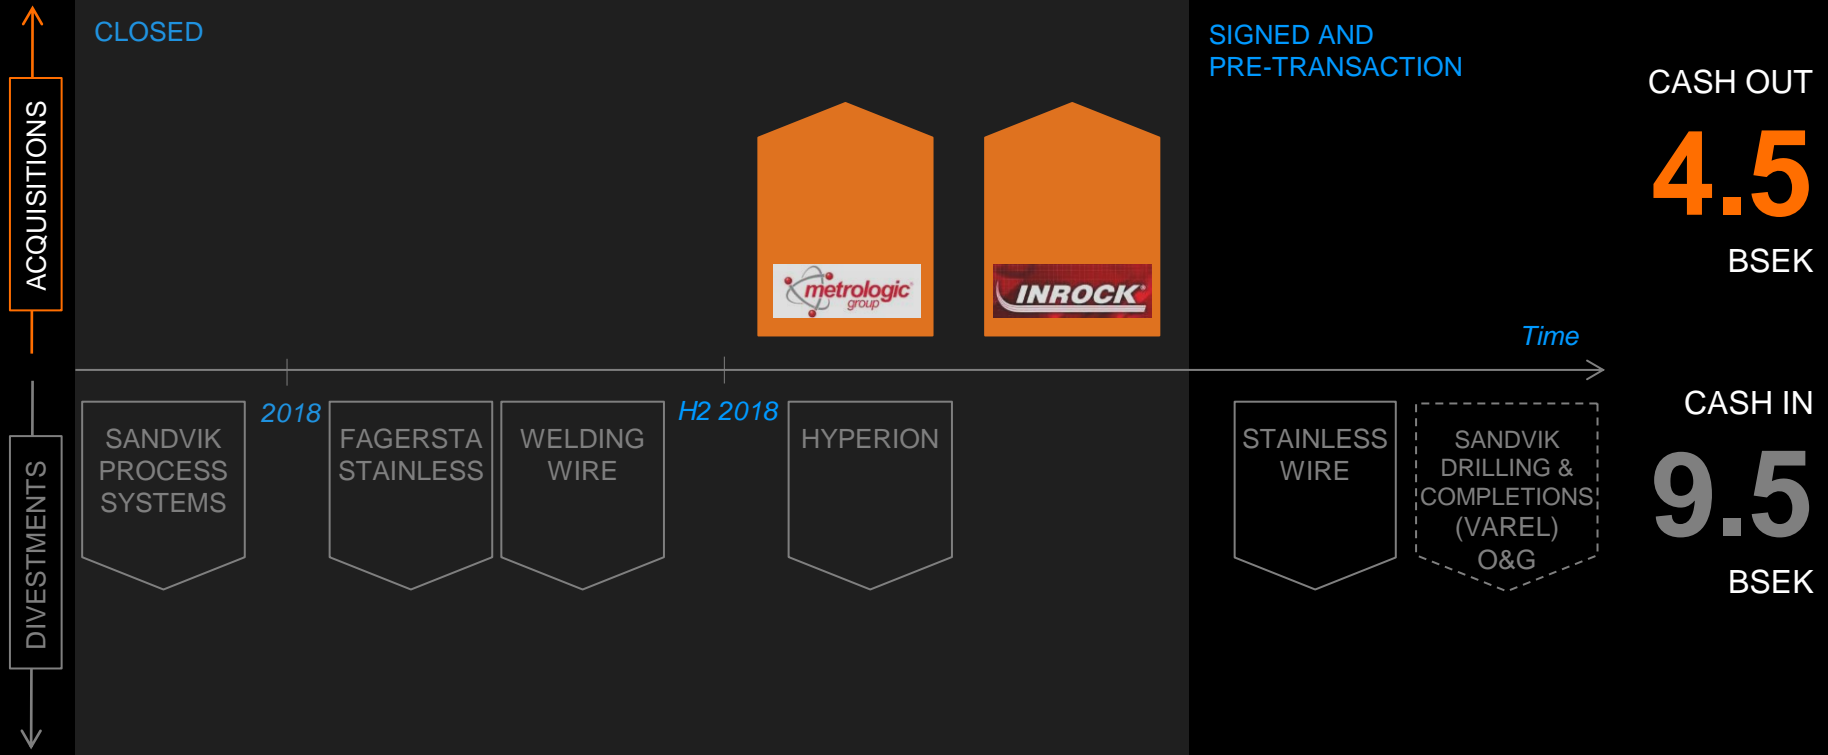 CLOSED
SIGNED AND
PRE-TRANSACTION
CASH OUT
4.5
BSEK
ACQUISITIONS
metrologic
group
INROCK
Time
2018
H2 2018
CASH IN
9.5
BSEK
DIVESTMENTS
SANDVIK
PROCESS
SYSTEMS
FAGERSTA
STAINLESS
WELDING
WIRE
HYPERION
STAINLESS
WIRE
SANDVIK
DRILLING &
COMPLETIONS
(VAREL)
O&G